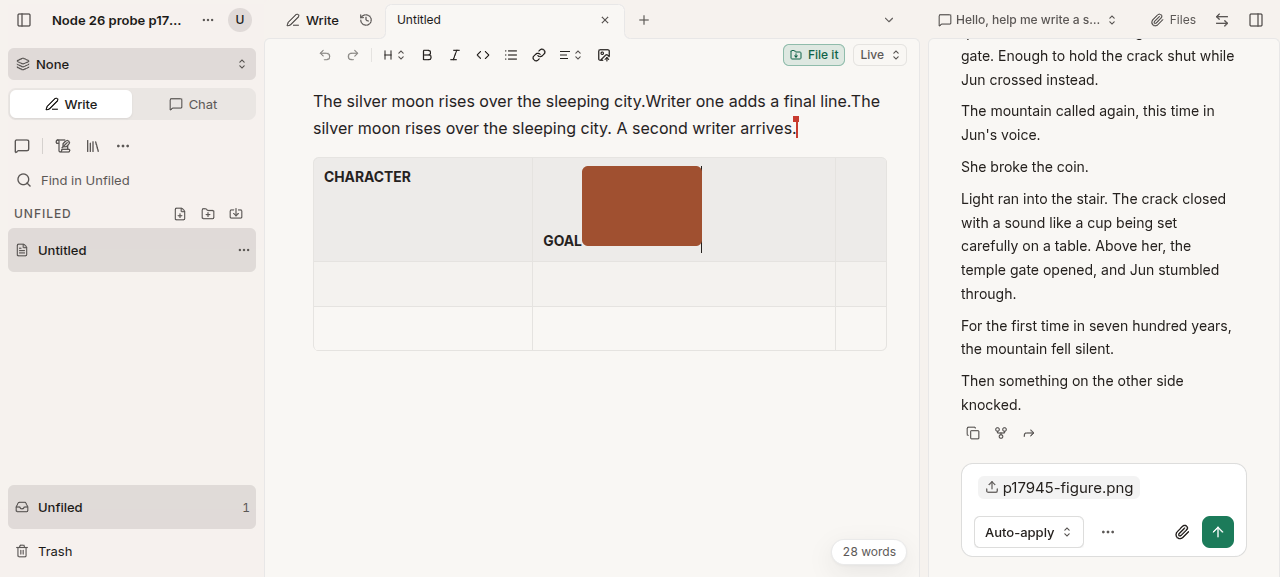 Node 26 probe p17...
U
None
Write
Chat
Find in Unfiled
UNFILED
Untitled
Unfiled
1
Trash
Write
Untitled
H
B
I
File it
Live
The silver moon rises over the sleeping city.Writer one adds a final line.The
silver moon rises over the sleeping city. A second writer arrives.
CHARACTER
GOAL
28 words
Hello, help me write a s...
Files
gate. Enough to hold the crack shut while
Jun crossed instead.
The mountain called again, this time in
Jun's voice.
She broke the coin.
Light ran into the stair. The crack closed
with a sound like a cup being set
carefully on a table. Above her, the
temple gate opened, and Jun stumbled
through.
For the first time in seven hundred years,
the mountain fell silent.
Then something on the other side
knocked.
p17945-figure.png
Auto-apply